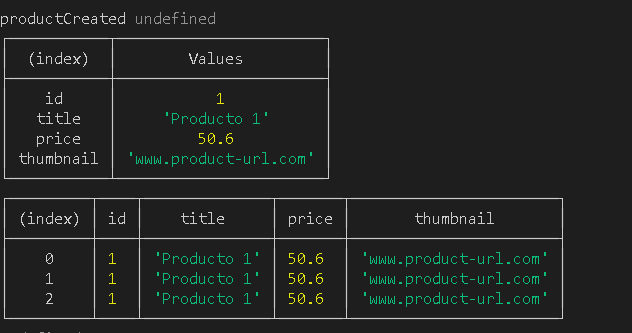 productCreated undefined
(index) Values
id 1
title 'Producto 1'
price 50.6
thumbnail 'www.product-url.com'
(index) id title price thumbnail
0 1 'Producto 1' 50.6 'www.product-url.com'
1 1 'Producto 1' 50.6 'www.product-url.com'
2 1 'Producto 1' 50.6 'www.product-url.com'